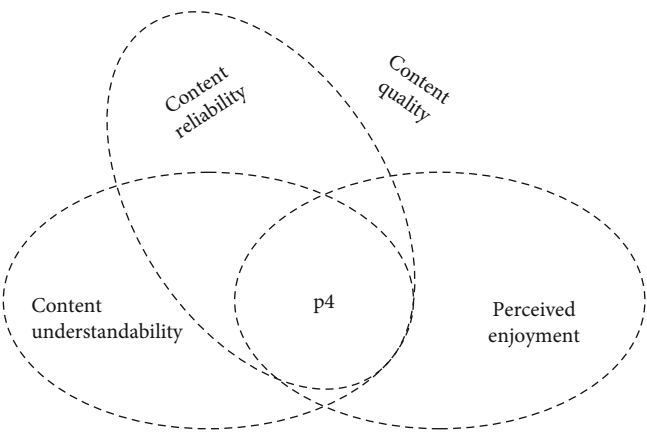 Content
reliability
Content
quality
Content
understandability
p4
Perceived
enjoyment